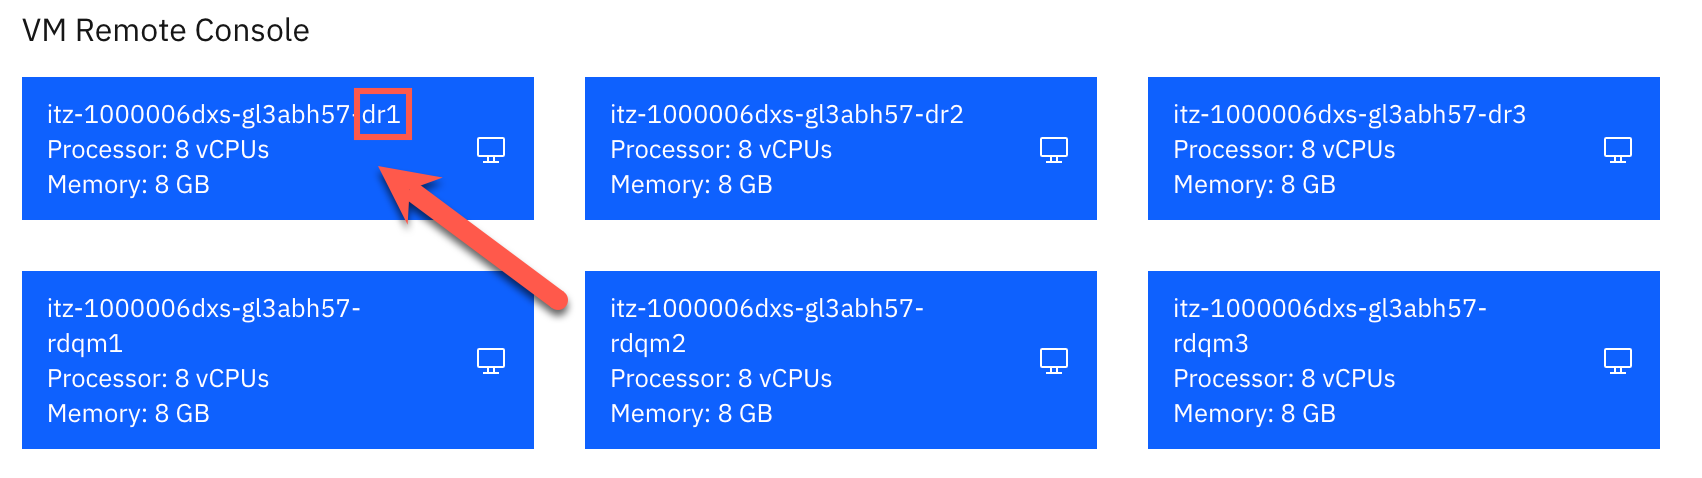 VM Remote Console
itz-1000006dxs-gl3abh57-dr1
Processor: 8 vCPUs
Memory: 8 GB
itz-1000006dxs-gl3abh57-dr2
Processor: 8 vCPUs
Memory: 8 GB
itz-1000006dxs-gl3abh57-dr3
Processor: 8 vCPUs
Memory: 8 GB
itz-1000006dxs-gl3abh57-
rdqm1
Processor: 8 vCPUs
Memory: 8 GB
itz-1000006dxs-gl3abh57-
rdqm2
Processor: 8 vCPUs
Memory: 8 GB
itz-1000006dxs-gl3abh57-
rdqm3
Processor: 8 vCPUs
Memory: 8 GB